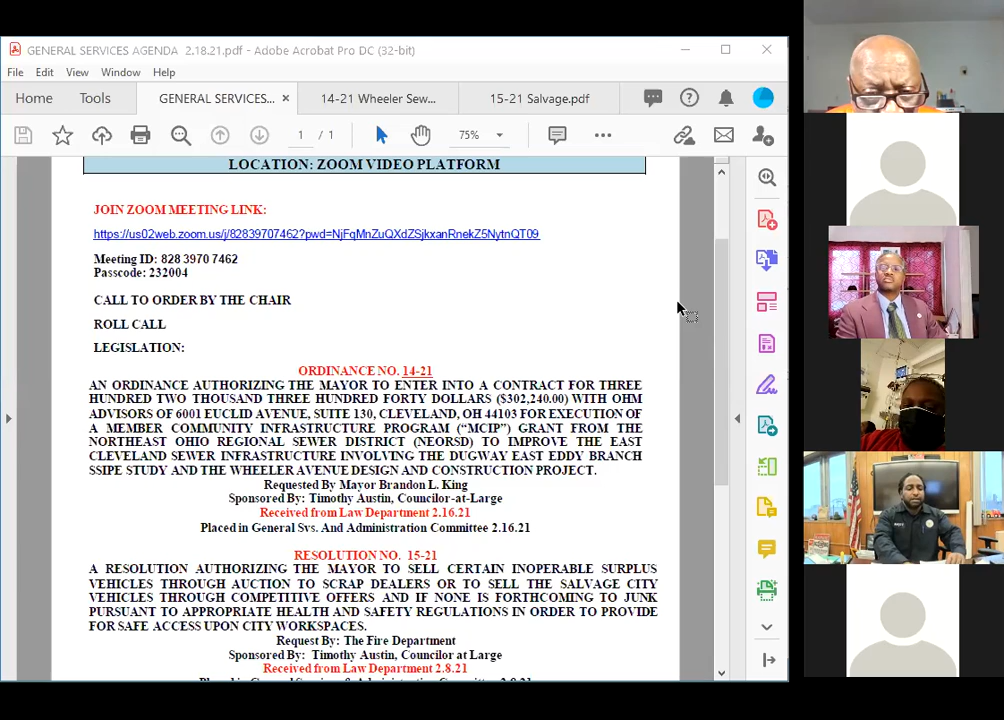 GENERAL SERVICES AGENDA 2.18.21.pdf - Adobe Acrobat Pro DC (32-bit)
File Edit View Window Help
Home Tools GENERAL SERVICES... × 14-21 Wheeler Sew... 15-21 Salvage.pdf
1 / 1 75%
LOCATION: ZOOM VIDEO PLATFORM
JOIN ZOOM MEETING LINK:
https://us02web.zoom.us/j/82839707462?pwd=NjFqMnZuQXdZSjkxanRnekZ5NytnQT09
Meeting ID: 828 3970 7462
Passcode: 232004
CALL TO ORDER BY THE CHAIR
ROLL CALL
LEGISLATION:
ORDINANCE NO. 14-21
AN ORDINANCE AUTHORIZING THE MAYOR TO ENTER INTO A CONTRACT FOR THREE
HUNDRED TWO THOUSAND THREE HUNDRED FORTY DOLLARS ($302,240.00) WITH OHM
ADVISORS OF 6001 EUCLID AVENUE, SUITE 130, CLEVELAND, OH 44103 FOR EXECUTION OF
A MEMBER COMMUNITY INFRASTRUCTURE PROGRAM (“MCIP”) GRANT FROM THE
NORTHEAST OHIO REGIONAL SEWER DISTRICT (NEORSD) TO IMPROVE THE EAST
CLEVELAND SEWER INFRASTRUCTURE INVOLVING THE DUGWAY EAST EDDY BRANCH
SSIPE STUDY AND THE WHEELER AVENUE DESIGN AND CONSTRUCTION PROJECT.
Requested By Mayor Brandon L. King
Sponsored By: Timothy Austin, Councilor-at-Large
Received from Law Department 2.16.21
Placed in General Svs. And Administration Committee 2.16.21
RESOLUTION NO. 15-21
A RESOLUTION AUTHORIZING THE MAYOR TO SELL CERTAIN INOPERABLE SURPLUS
VEHICLES THROUGH AUCTION TO SCRAP DEALERS OR TO SELL THE SALVAGE CITY
VEHICLES THROUGH COMPETITIVE OFFERS AND IF NONE IS FORTHCOMING TO JUNK
PURSUANT TO APPROPRIATE HEALTH AND SAFETY REGULATIONS IN ORDER TO PROVIDE
FOR SAFE ACCESS UPON CITY WORKSPACES.
Request By: The Fire Department
Sponsored By: Timothy Austin, Councilor at Large
Received from Law Department 2.8.21